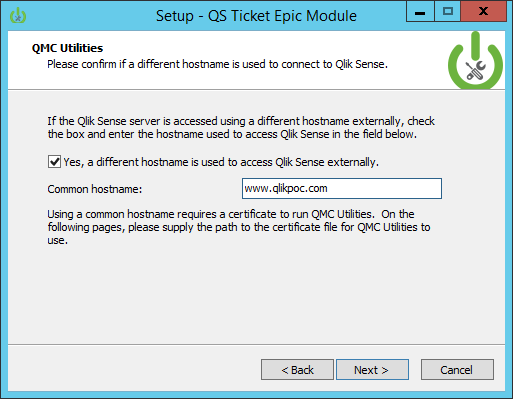 Setup - QS Ticket Epic Module
QMC Utilities
Please confirm if a different hostname is used to connect to Qlik Sense.
If the Qlik Sense server is accessed using a different hostname externally, check
the box and enter the hostname used to access Qlik Sense in the field below.
Yes, a different hostname is used to access Qlik Sense externally.
Common hostname:
www.qlikpoc.com
Using a common hostname requires a certificate to run QMC Utilities.  On the
following pages, please supply the path to the certificate file for QMC Utilities to
use.
< Back
Next >
Cancel